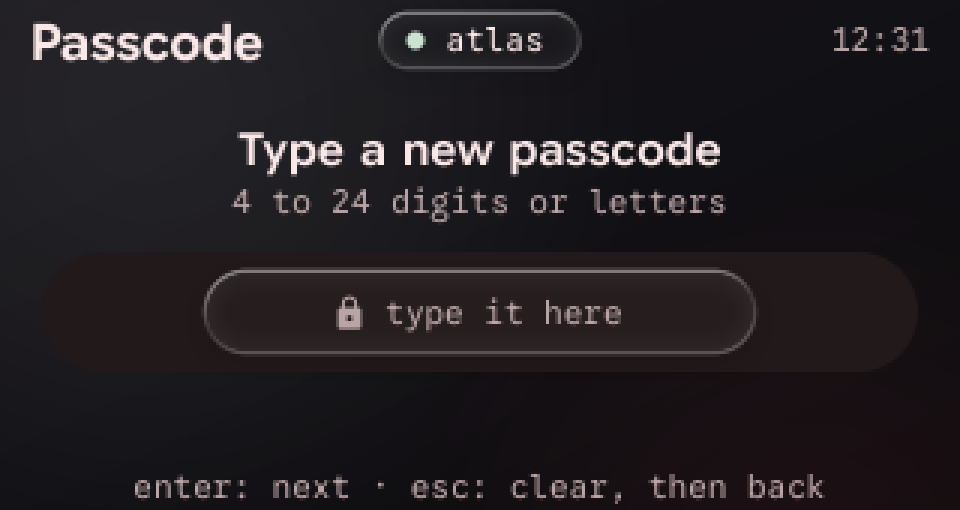 Passcode
atlas
12:31
Type a new passcode
4 to 24 digits or letters
type it here
enter: next · esc: clear, then back